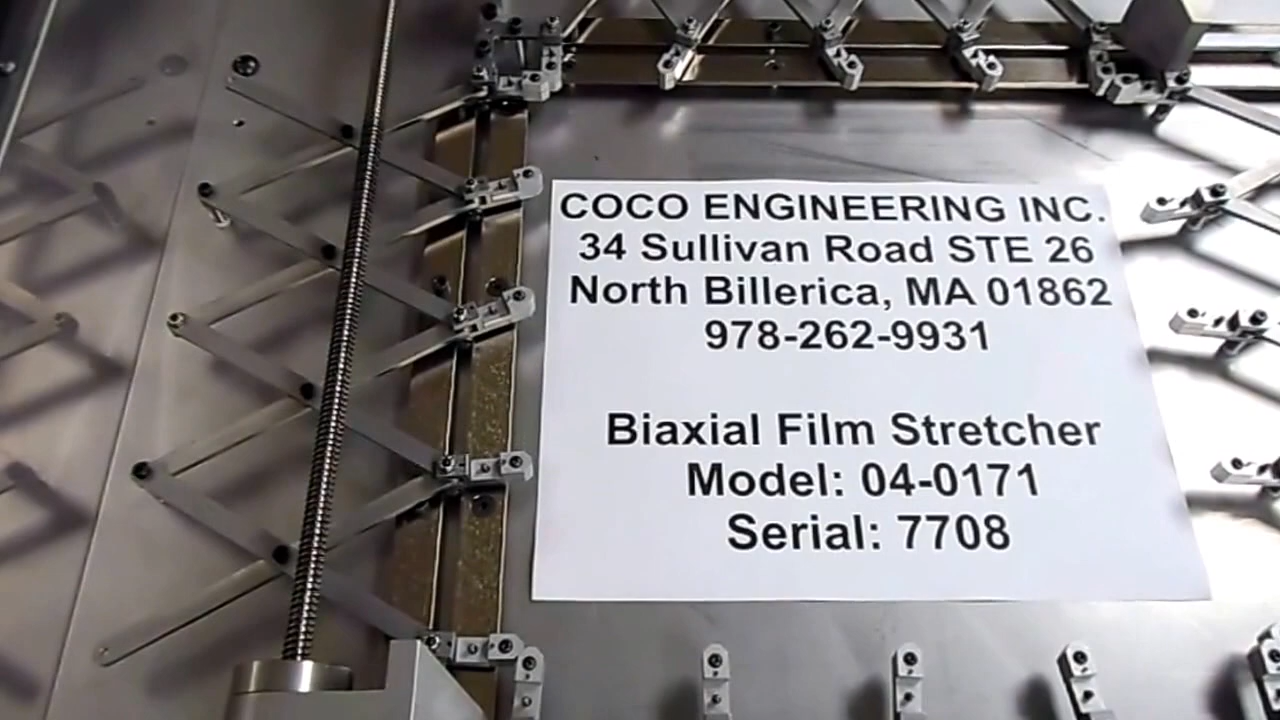 COCO ENGINEERING INC.
34 Sullivan Road STE 26
North Billerica, MA 01862
978-262-9931
Biaxial Film Stretcher
Model: 04-0171
Serial: 7708